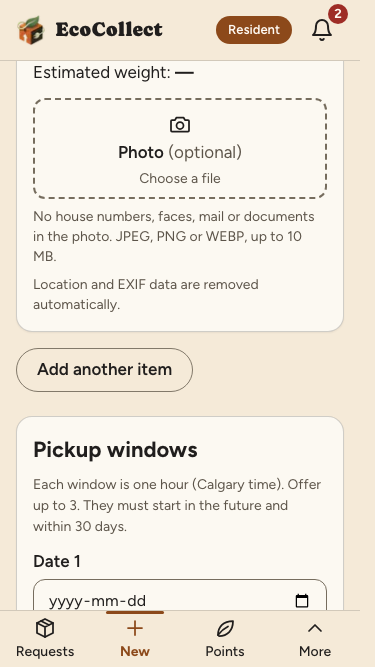 EcoCollect
Resident
2
Estimated weight: —
Photo (optional)
Choose a file
No house numbers, faces, mail or documents
in the photo. JPEG, PNG or WEBP, up to 10
MB.
Location and EXIF data are removed
automatically.
Add another item
Pickup windows
Each window is one hour (Calgary time). Offer
up to 3. They must start in the future and
within 30 days.
Date 1
yyyy-mm-dd
Requests
New
Points
More